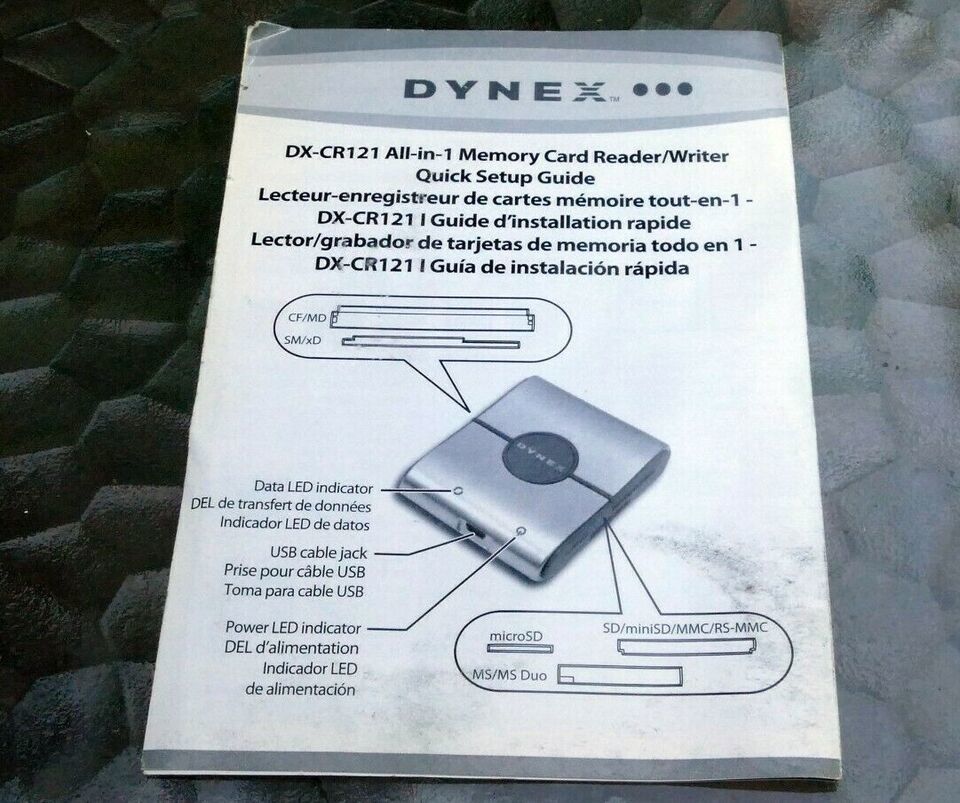 DYNEX™
DX-CR121 All-in-1 Memory Card Reader/Writer
Quick Setup Guide
Lecteur-enregistreur de cartes mémoire tout-en-1 -
DX-CR121 I Guide d'installation rapide
Lector/grabador de tarjetas de memoria todo en 1 -
DX-CR121 I Guía de instalación rápida
CF/MD
SM/xD
DYNEX
Data LED indicator
DEL de transfert de données
Indicador LED de datos
USB cable jack
Prise pour câble USB
Toma para cable USB
Power LED indicator
DEL d'alimentation
Indicador LED
de alimentación
microSD
SD/miniSD/MMC/RS-MMC
MS/MS Duo